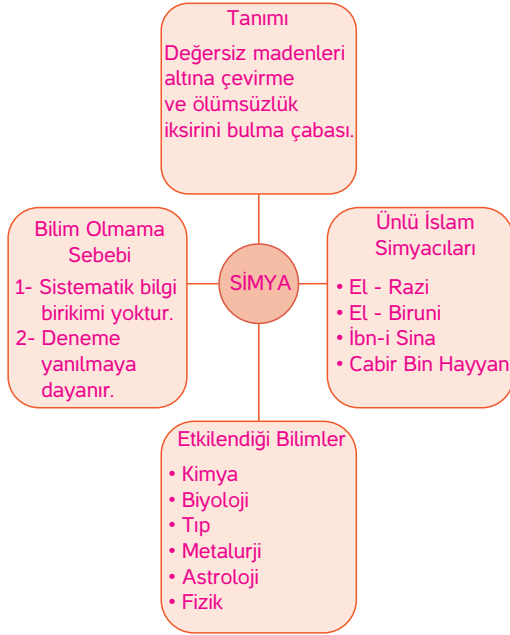 Tanımı
Değersiz madenleri
altına çevirme
ve ölümsüzlük
iksirini bulma çabası.
Bilim Olmama
Sebebi
1- Sistematik bilgi
birikimi yoktur.
2- Deneme
yanılmaya
dayanır.
SİMYA
Ünlü İslam
Simyacıları
• El - Razi
• El - Biruni
• İbn-i Sina
• Cabir Bin Hayyan
Etkilendiği Bilimler
• Kimya
• Biyoloji
• Tıp
• Metalurji
• Astroloji
• Fizik